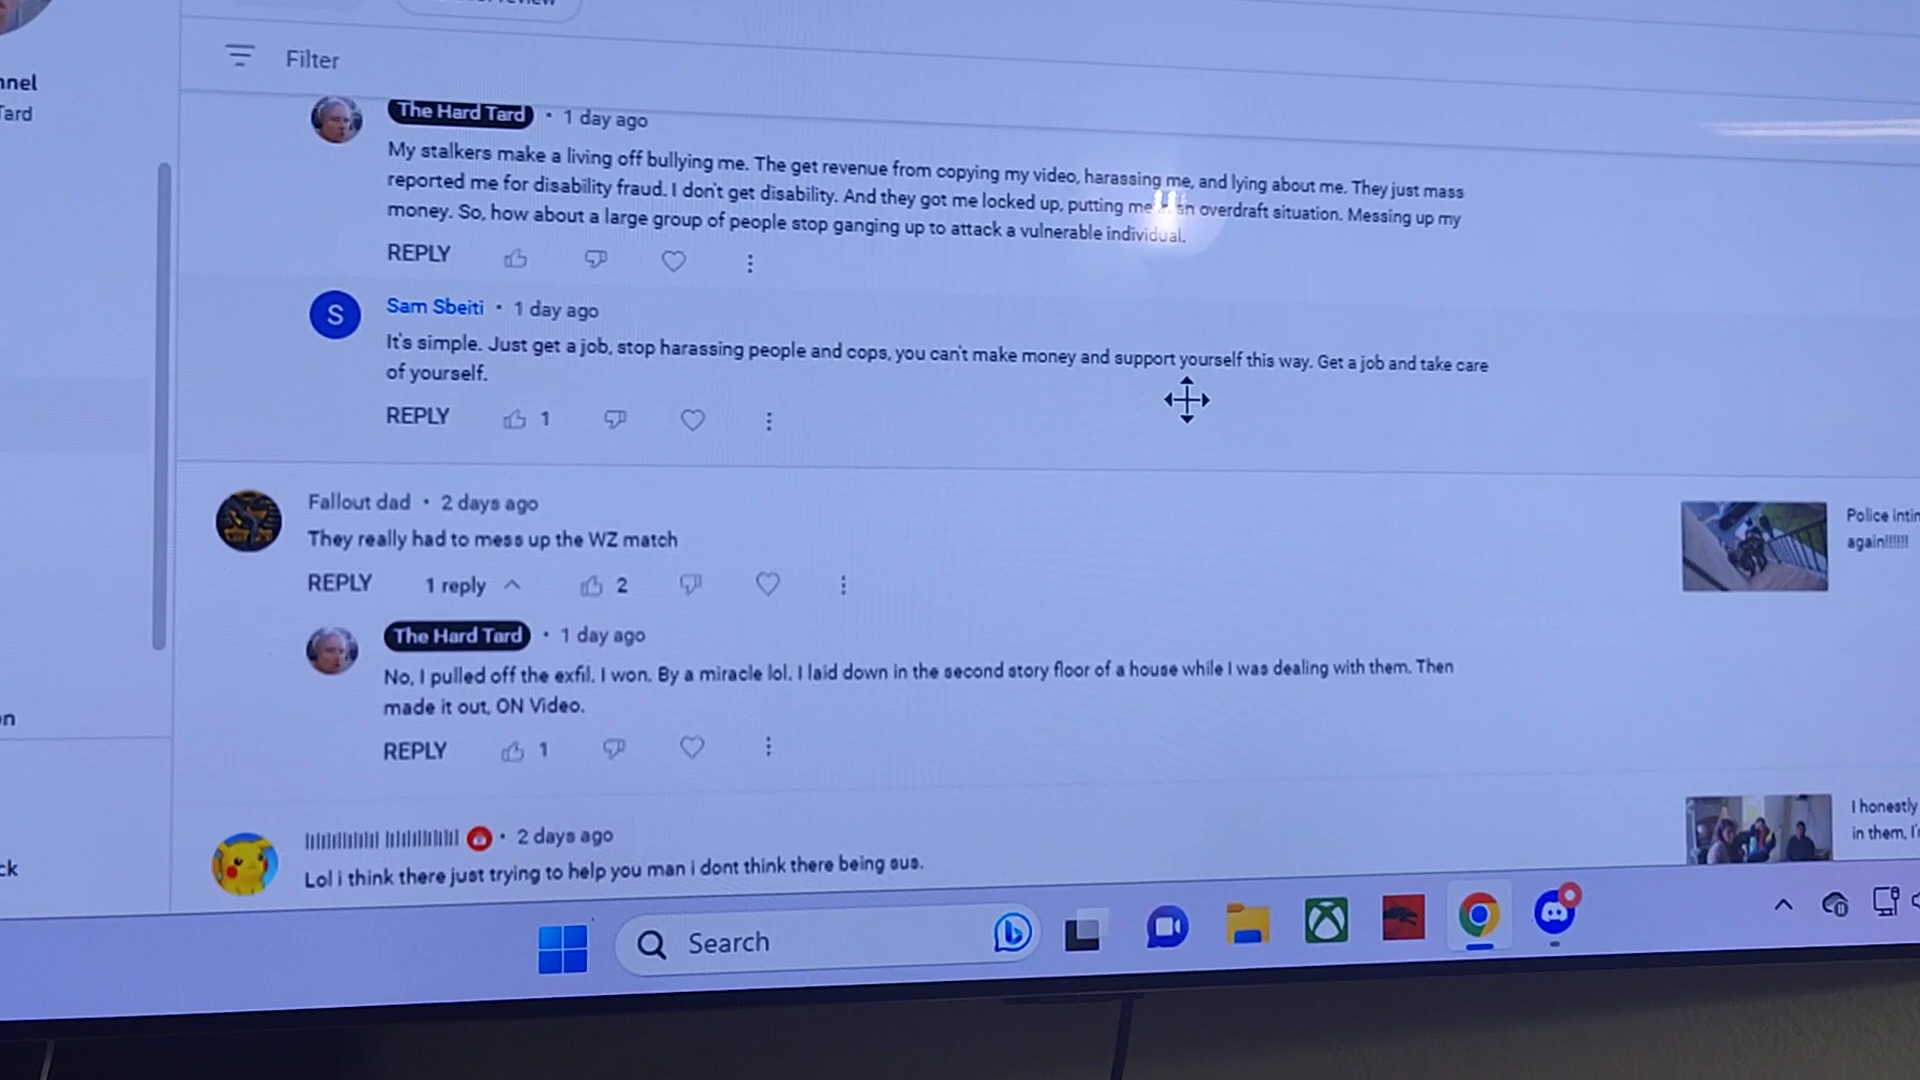 Filter
nnel
The Hard Tard • 1 day ago
My stalkers make a living off bullying me. The get revenue from copying my video, harassing me, and lying about me. They just mass
reported me for disability fraud. I don't get disability. And they got me locked up, putting me an overdraft situation. Messing up my
money. So, how about a large group of people stop ganging up to attack a vulnerable individual.
REPLY
Sam Sbeiti • 1 day ago
It's simple. Just get a job, stop harassing people and cops, you can't make money and support yourself this way. Get a job and take care
of yourself.
REPLY 1
S
Fallout dad • 2 days ago
They really had to mess up the WZ match
REPLY 1 reply 2
Police intin
again!!!!!!
The Hard Tard • 1 day ago
No, I pulled off the exfil. I won. By a miracle lol. I laid down in the second story floor of a house while I was dealing with them. Then
made it out, ON Video.
REPLY 1
I honestly
in them, I'
• 2 days ago
Lol i think there just trying to help you man i dont think there being sus.
Search